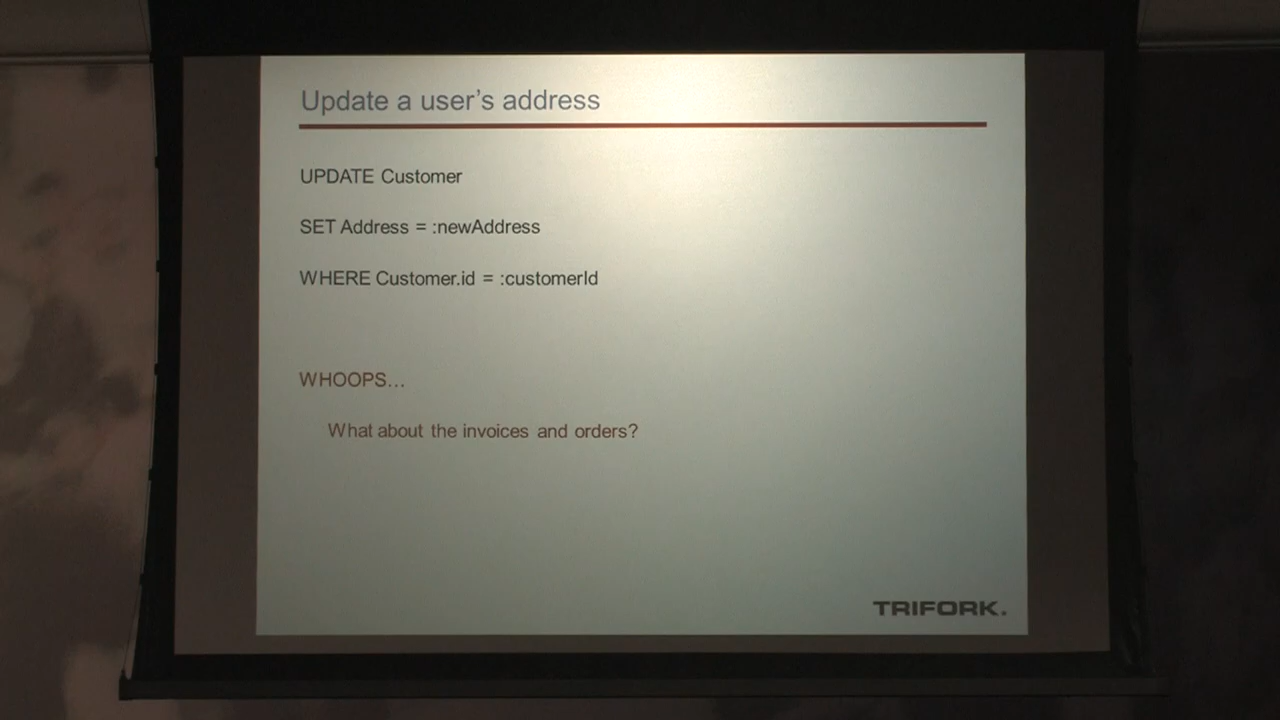 Update a user's address
UPDATE Customer
SET Address = :newAddress
WHERE Customer.id = :customerId
WHOOPS...
What about the invoices and orders?
TRIFORK.